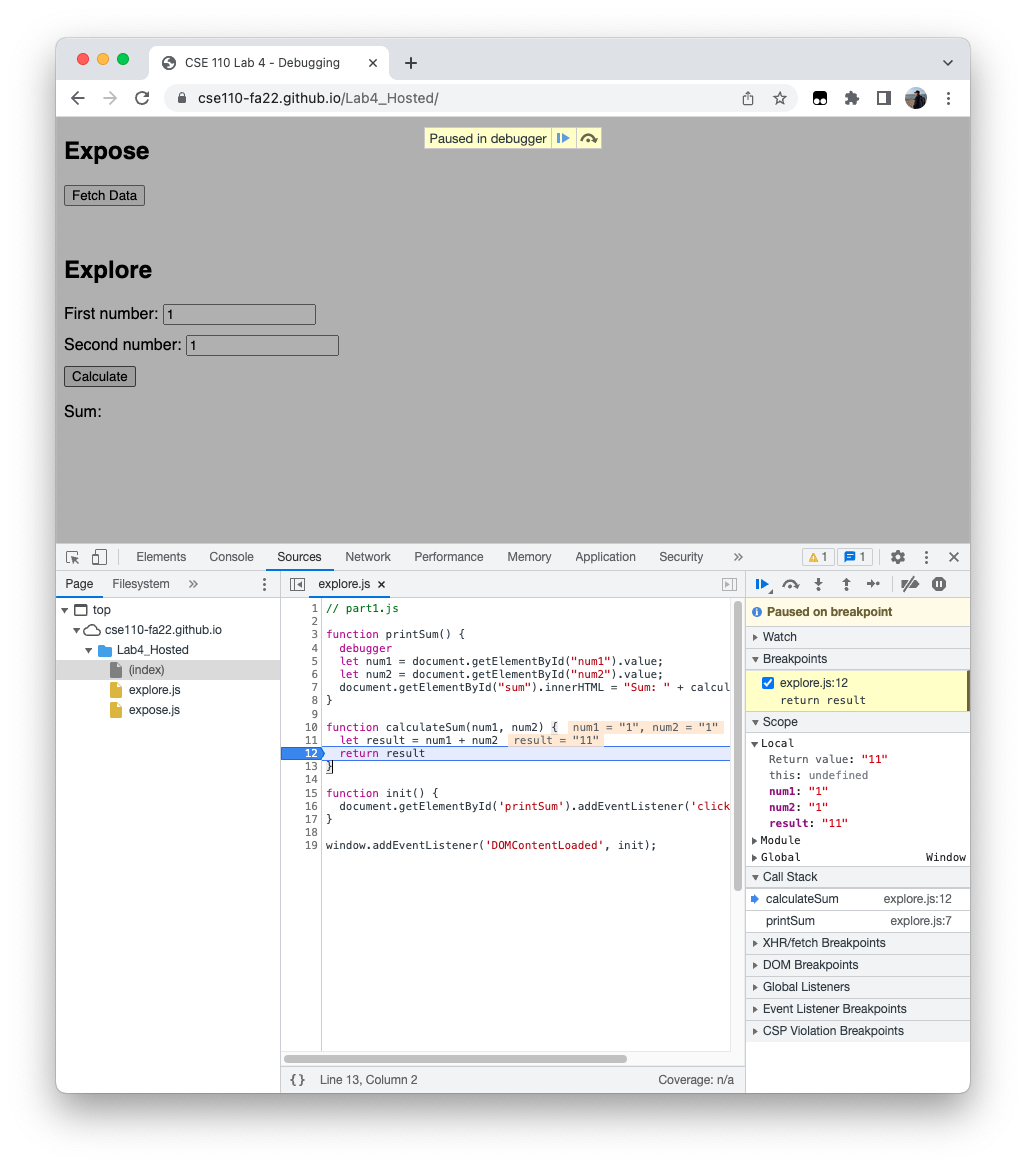 CSE 110 Lab 4 - Debugging
cse110-fa22.github.io/Lab4_Hosted/
Paused in debugger
Expose
Fetch Data
Explore
First number: 1
Second number: 1
Calculate
Sum:
Elements Console Sources Network Performance Memory Application Security » 1 1
Page Filesystem »
top
cse110-fa22.github.io
Lab4_Hosted
(index)
explore.js
expose.js
explore.js
1 // part1.js
2
3 function printSum() {
4 debugger
5 let num1 = document.getElementById("num1").value;
6 let num2 = document.getElementById("num2").value;
7 document.getElementById("sum").innerHTML = "Sum: " + calcul
8 }
9
10 function calculateSum(num1, num2) { num1 = "1", num2 = "1"
11 let result = num1 + num2 result = "11"
12 return result
13 }
14
15 function init() {
16 document.getElementById('printSum').addEventListener('click
17 }
18
19 window.addEventListener('DOMContentLoaded', init);
{} Line 13, Column 2 Coverage: n/a
Paused on breakpoint
Watch
Breakpoints
explore.js:12
return result
Scope
Local
Return value: "11"
this: undefined
num1: "1"
num2: "1"
result: "11"
Module
Global Window
Call Stack
calculateSum explore.js:12
printSum explore.js:7
XHR/fetch Breakpoints
DOM Breakpoints
Global Listeners
Event Listener Breakpoints
CSP Violation Breakpoints